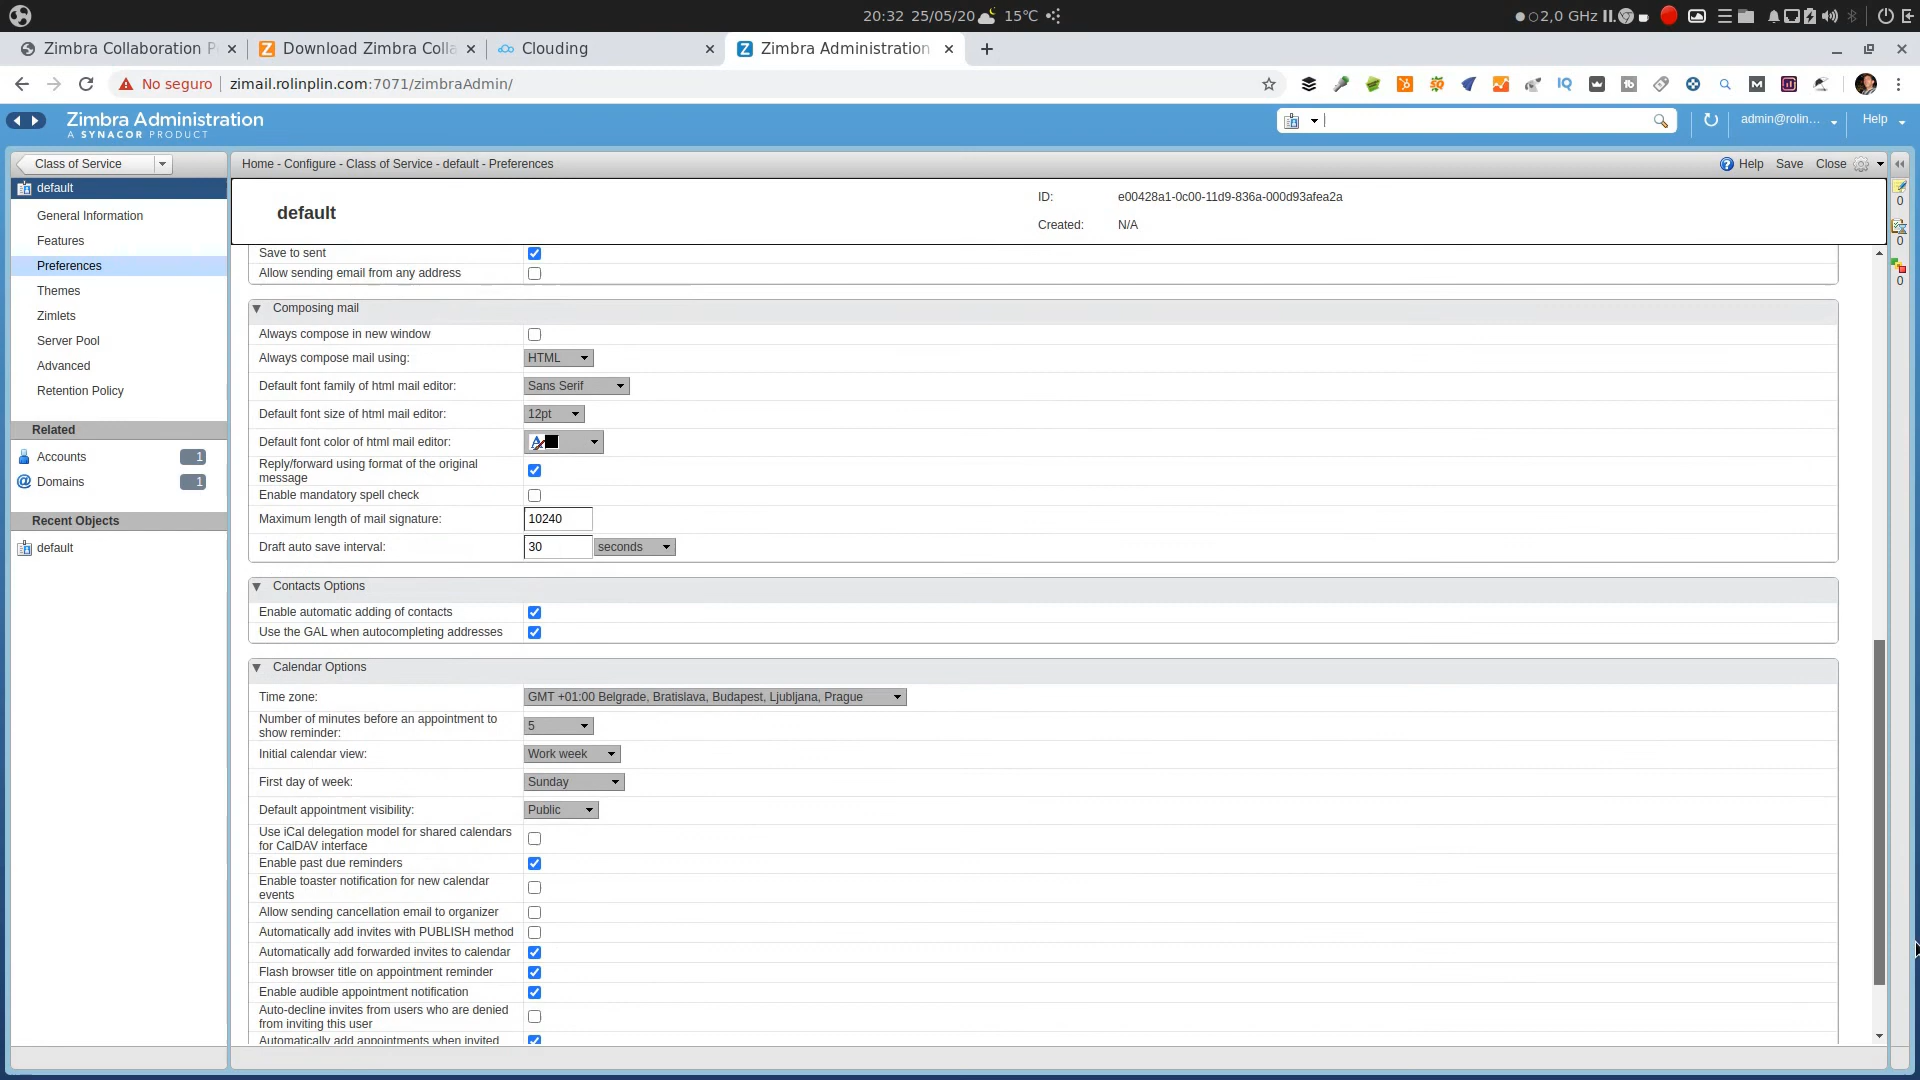 20:32 25/05/20 15°C
2,0 GHz
Zimbra Collaboration P
Download Zimbra Colla
Clouding
Zimbra Administration
No seguro
zimail.rolinplin.com:7071/zimbraAdmin/
Zimbra Administration
A SYNACOR PRODUCT
admin@rolin...
Help
Class of Service
Home - Configure - Class of Service - default - Preferences
Help Save Close
default
General Information
Features
Preferences
Themes
Zimlets
Server Pool
Advanced
Retention Policy
Related
Accounts 1
Domains 1
Recent Objects
default
default
ID: e00428a1-0c00-11d9-836a-000d93afea2a
Created: N/A
Save to sent
Allow sending email from any address
Composing mail
Always compose in new window
Always compose mail using: HTML
Default font family of html mail editor: Sans Serif
Default font size of html mail editor: 12pt
Default font color of html mail editor:
Reply/forward using format of the original
message
Enable mandatory spell check
Maximum length of mail signature: 10240
Draft auto save interval: 30 seconds
Contacts Options
Enable automatic adding of contacts
Use the GAL when autocompleting addresses
Calendar Options
Time zone: GMT +01:00 Belgrade, Bratislava, Budapest, Ljubljana, Prague
Number of minutes before an appointment to
show reminder: 5
Initial calendar view: Work week
First day of week: Sunday
Default appointment visibility: Public
Use iCal delegation model for shared calendars
for CalDAV interface
Enable past due reminders
Enable toaster notification for new calendar
events
Allow sending cancellation email to organizer
Automatically add invites with PUBLISH method
Automatically add forwarded invites to calendar
Flash browser title on appointment reminder
Enable audible appointment notification
Auto-decline invites from users who are denied
from inviting this user
Automatically add appointments when invited
0
0
0